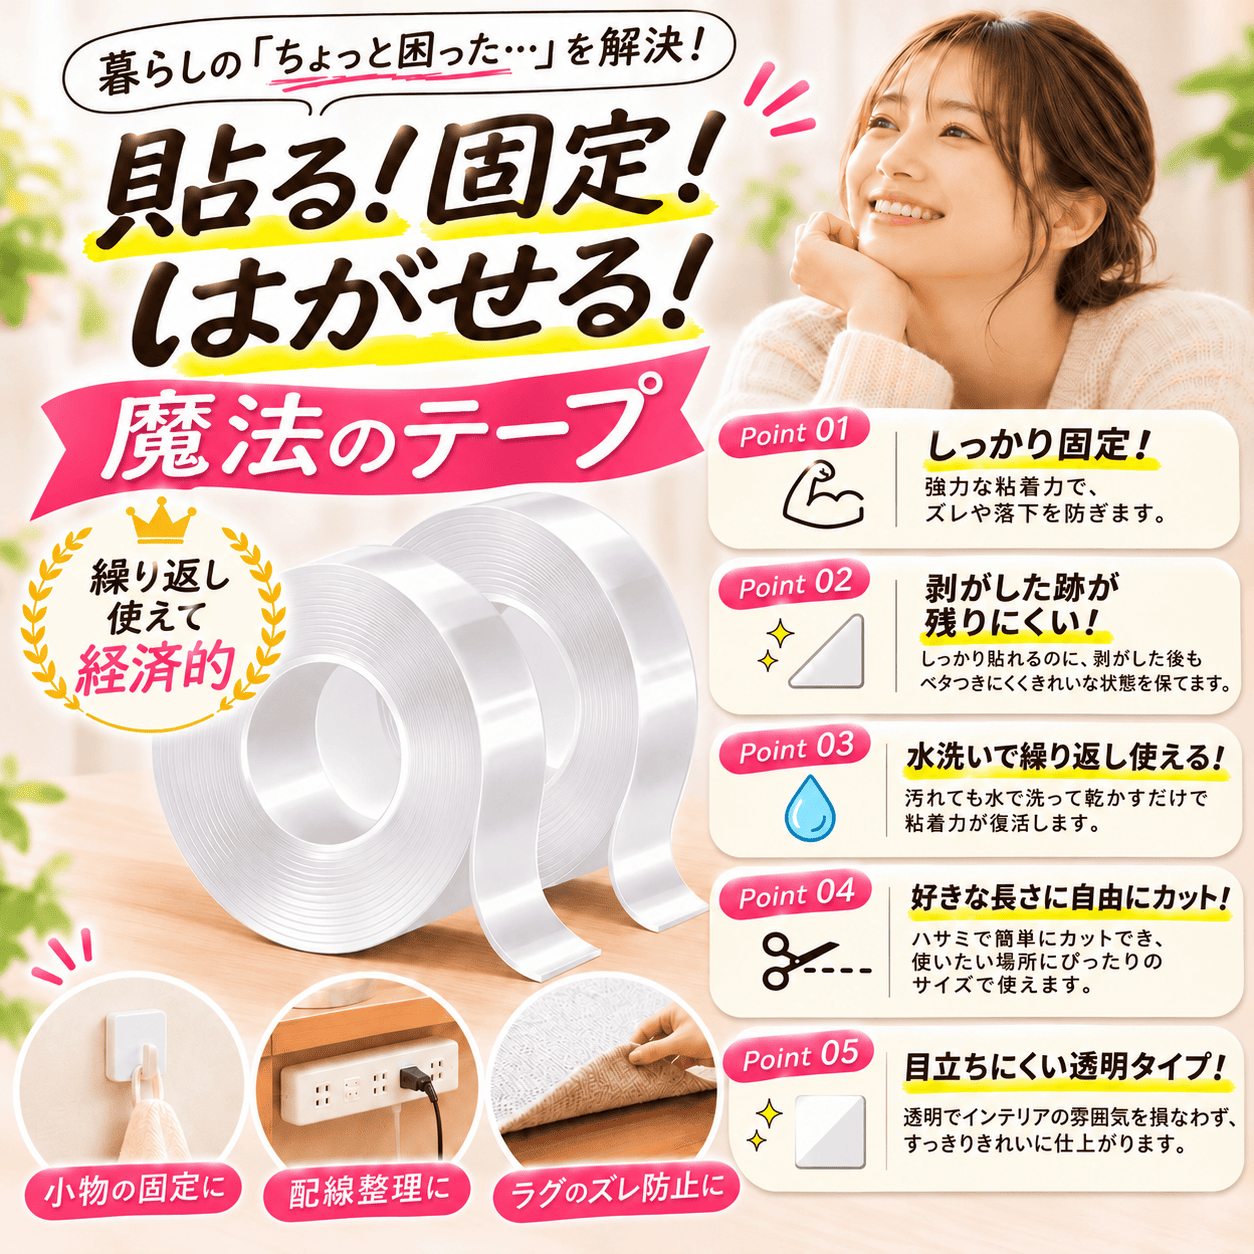 暮らしの「ちょっと困った…」を解決！
貼る！固定！
はがせる！
魔法のテープ
繰り返し
使えて
経済的
Point 01
しっかり固定！
強力な粘着力で、
ズレや落下を防ぎます。
Point 02
剥がした跡が
残りにくい！
しっかり貼れるのに、剥がした後も
ベタつきにくくきれいな状態を保てます。
Point 03
水洗いで繰り返し使える！
汚れても水で洗って乾かすだけで
粘着力が復活します。
Point 04
好きな長さに自由にカット！
ハサミで簡単にカットでき、
使いたい場所にぴったりの
サイズで使えます。
Point 05
目立ちにくい透明タイプ！
透明でインテリアの雰囲気を損なわず、
すっきりきれいに仕上がります。
小物の固定に
配線整理に
ラグのズレ防止に